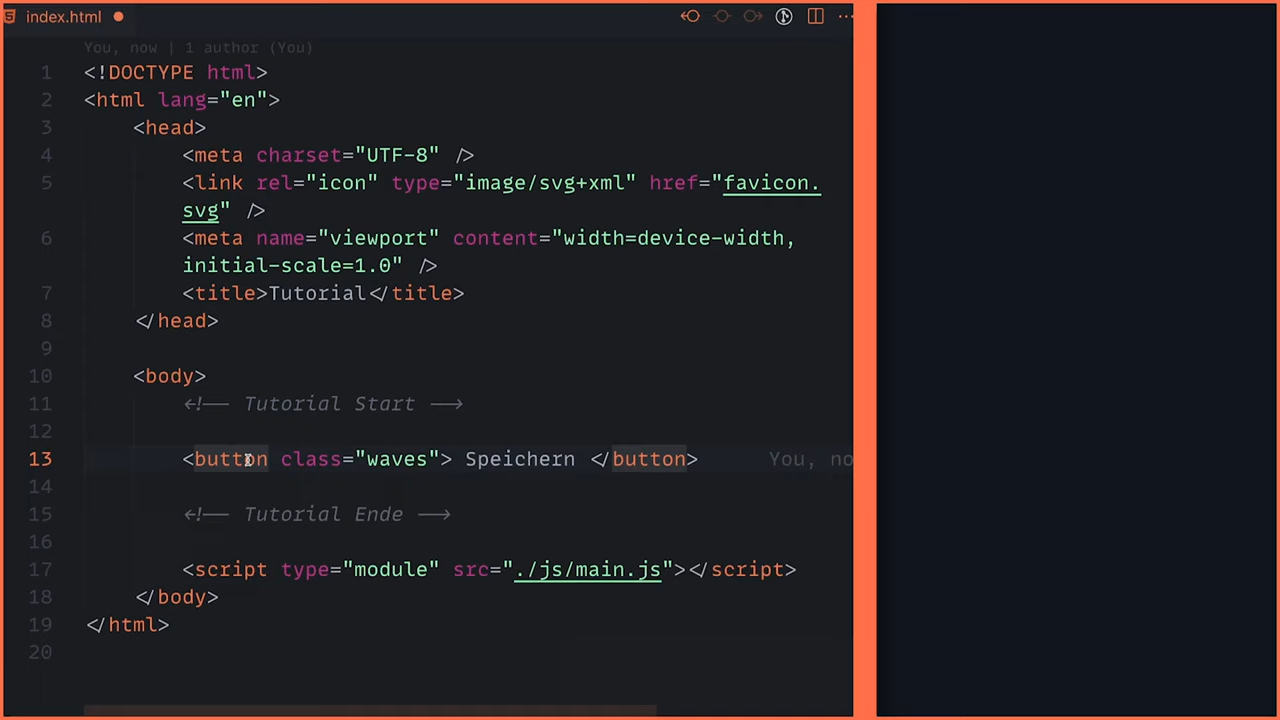 index.html
You, now | 1 author (You)
1 <!DOCTYPE html>
2 <html lang="en">
3 <head>
4 <meta charset="UTF-8" />
5 <link rel="icon" type="image/svg+xml" href="favicon.
svg" />
6 <meta name="viewport" content="width=device-width,
initial-scale=1.0" />
7 <title>Tutorial</title>
8 </head>
9
10 <body>
11 <!-- Tutorial Start -->
12
13 <button class="waves"> Speichern </button> You, no
14
15 <!-- Tutorial Ende -->
16
17 <script type="module" src="./js/main.js"></script>
18 </body>
19 </html>
20